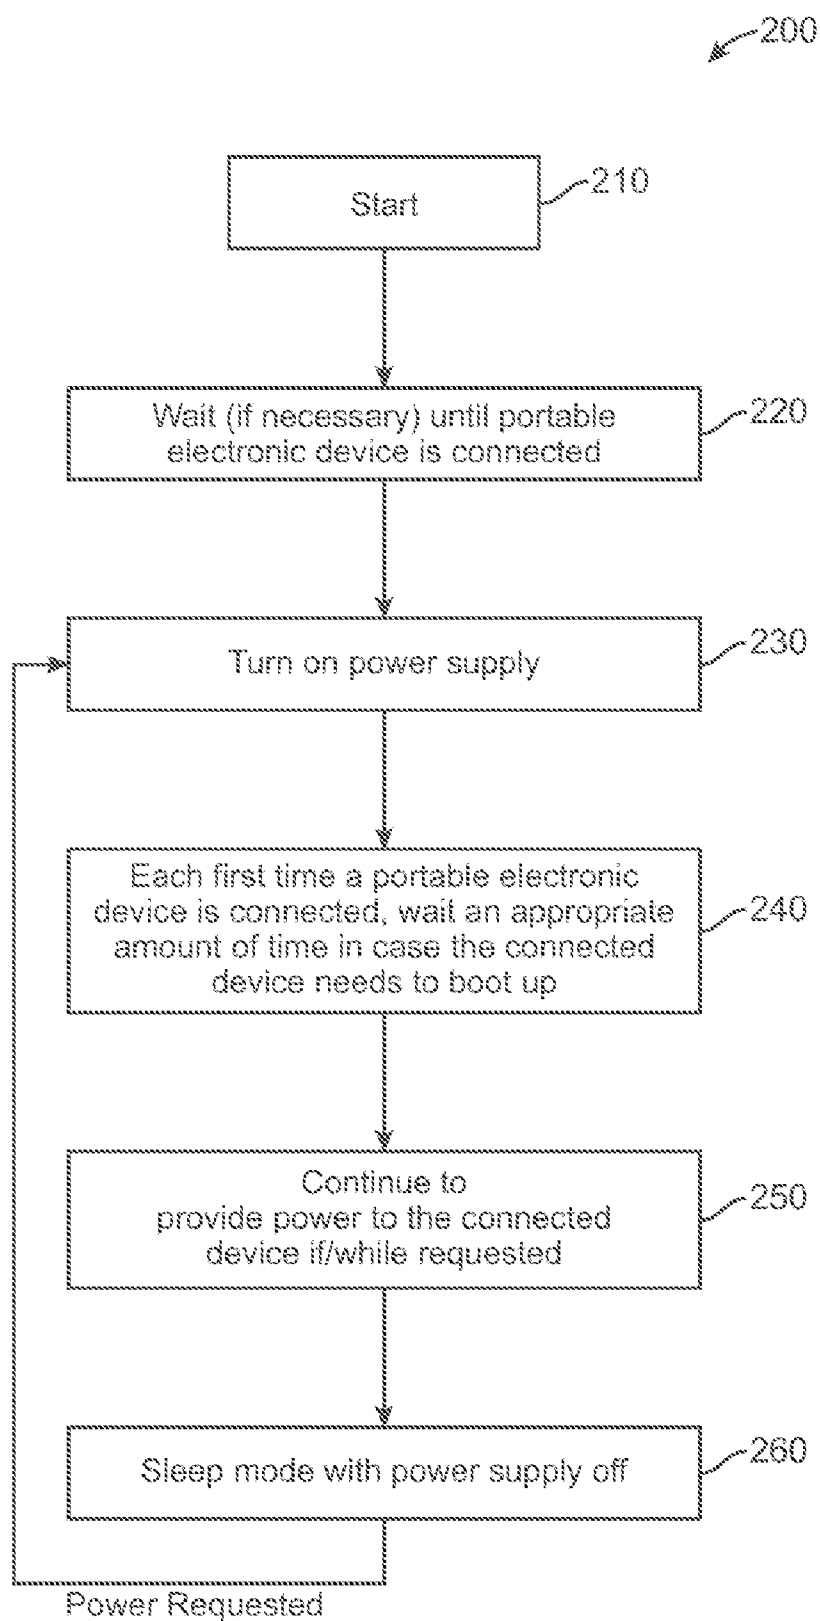 200
Start
210
Wait (if necessary) until portable
electronic device is connected
220
Turn on power supply
230
Each first time a portable electronic
device is connected, wait an appropriate
amount of time in case the connected
device needs to boot up
240
Continue to
provide power to the connected
device if/while requested
250
Sleep mode with power supply off
260
Power Requested